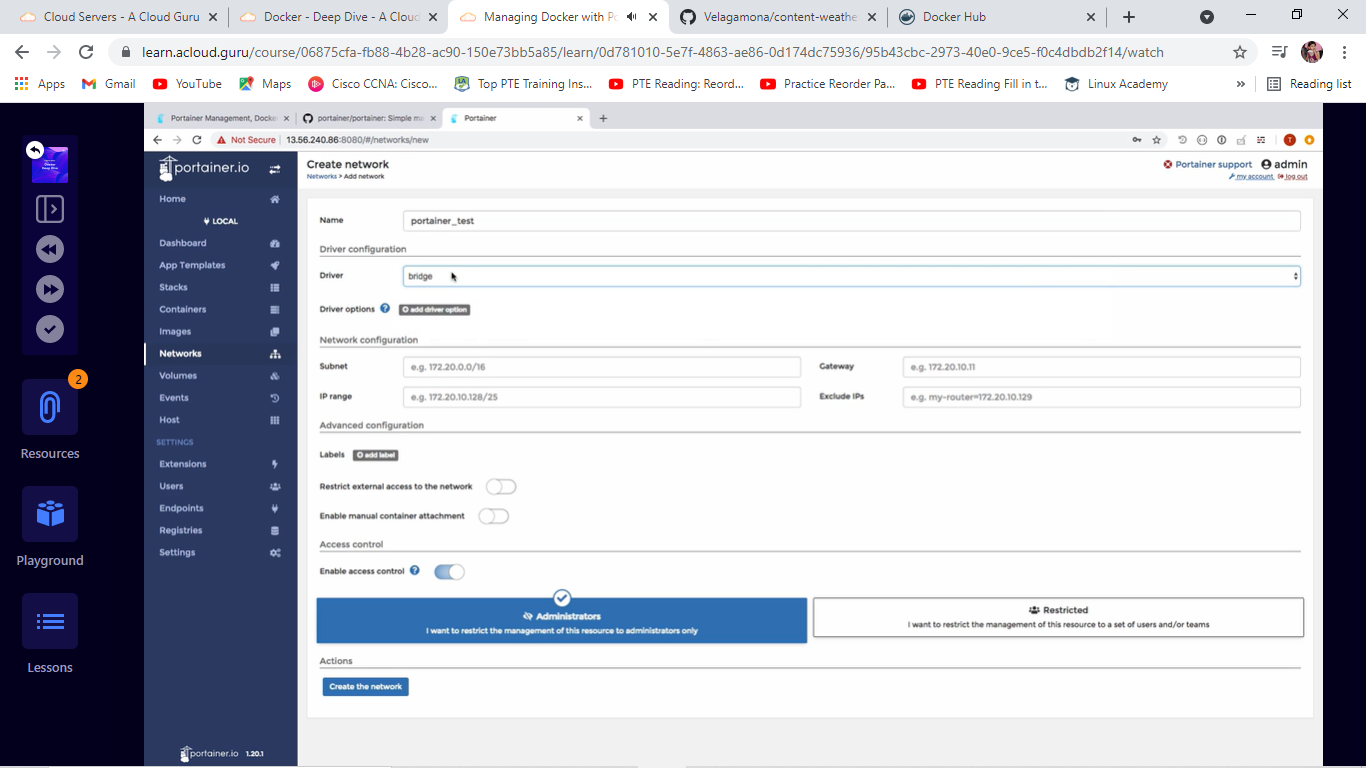 Cloud Servers - A Cloud Guru
Docker - Deep Dive - A Cloud
Managing Docker with Po
Velagamona/content-weathe
Docker Hub
learn.acloud.guru/course/06875cfa-fb88-4b28-ac90-150e73bb5a85/learn/0d781010-5e7f-4863-ae86-0d174dc75936/95b43cbc-2973-40e0-9ce5-f0c4dbdb2f14/watch
Apps
Gmail
YouTube
Maps
Cisco CCNA: Cisco...
Top PTE Training Ins...
PTE Reading: Reord...
Practice Reorder Pa...
PTE Reading Fill in t...
Linux Academy
»
Reading list
Portainer Management, Docke
portainer/portainer: Simple ma
Portainer
Not Secure
13.56.240.86:8080/#/networks/new
T
Docker
Deep Dive
2
Resources
Playground
Lessons
portainer.io
Home
LOCAL
Dashboard
App Templates
Stacks
Containers
Images
Networks
Volumes
Events
Host
SETTINGS
Extensions
Users
Endpoints
Registries
Settings
portainer.io 1.20.1
Create network
Networks > Add network
Portainer support
admin
my account
log out
Name
portainer_test
Driver configuration
Driver
bridge
Driver options
add driver option
Network configuration
Subnet
e.g. 172.20.0.0/16
Gateway
e.g. 172.20.10.11
IP range
e.g. 172.20.10.128/25
Exclude IPs
e.g. my-router=172.20.10.129
Advanced configuration
Labels
add label
Restrict external access to the network
Enable manual container attachment
Access control
Enable access control
Administrators
I want to restrict the management of this resource to administrators only
Restricted
I want to restrict the management of this resource to a set of users and/or teams
Actions
Create the network